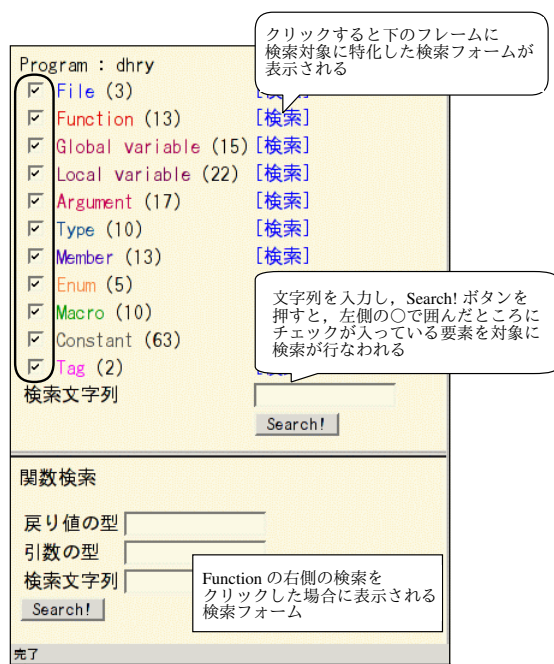 クリックすると下のフレームに
検索対象に特化した検索フォームが
表示される
Program : dhry
File (3)
Function (13) [検索]
Global variable (15) [検索]
Local variable (22) [検索]
Argument (17) [検索]
Type (10) [検索]
Member (13) [検索]
Enum (5)
Macro (10)
Constant (63)
Tag (2)
文字列を入力し，Search! ボタンを
押すと，左側の○で囲んだところに
チェックが入っている要素を対象に
検索が行なわれる
検索文字列
Search!
関数検索
戻り値の型
引数の型
検索文字列
Search!
Function の右側の検索を
クリックした場合に表示される
検索フォーム
完了